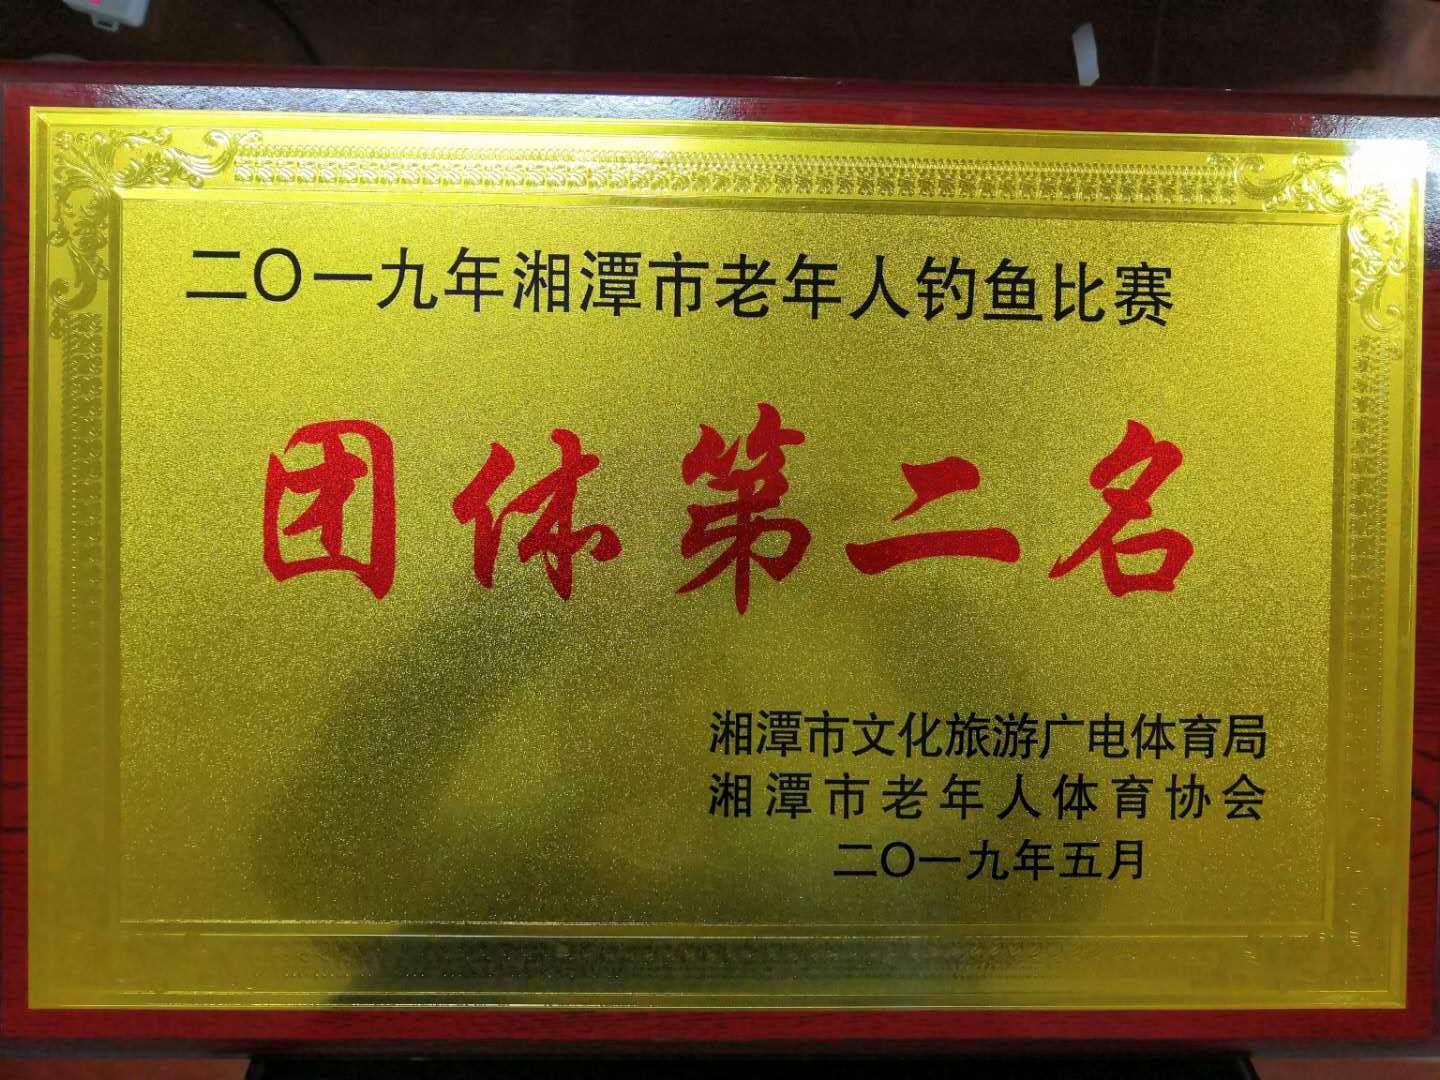 二〇一九年湘潭市老年人钓鱼比赛
团体第二名
湘潭市文化旅游广电体育局
湘潭市老年人体育协会
二〇一九年五月